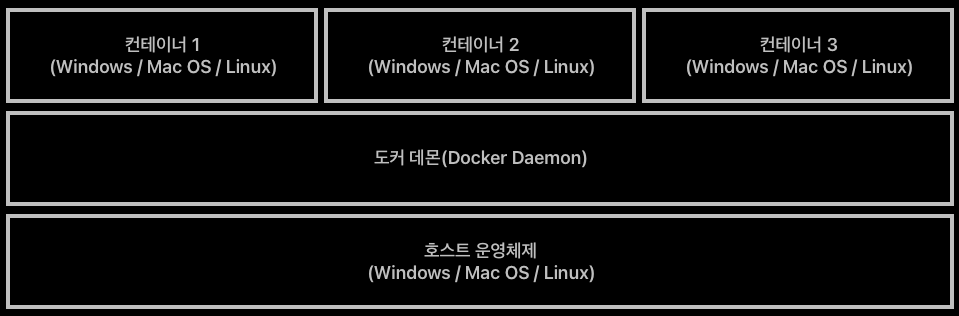 컨테이너 1
(Windows / Mac OS / Linux)
컨테이너 2
(Windows / Mac OS / Linux)
컨테이너 3
(Windows / Mac OS / Linux)
도커 데몬(Docker Daemon)
호스트 운영체제
(Windows / Mac OS / Linux)